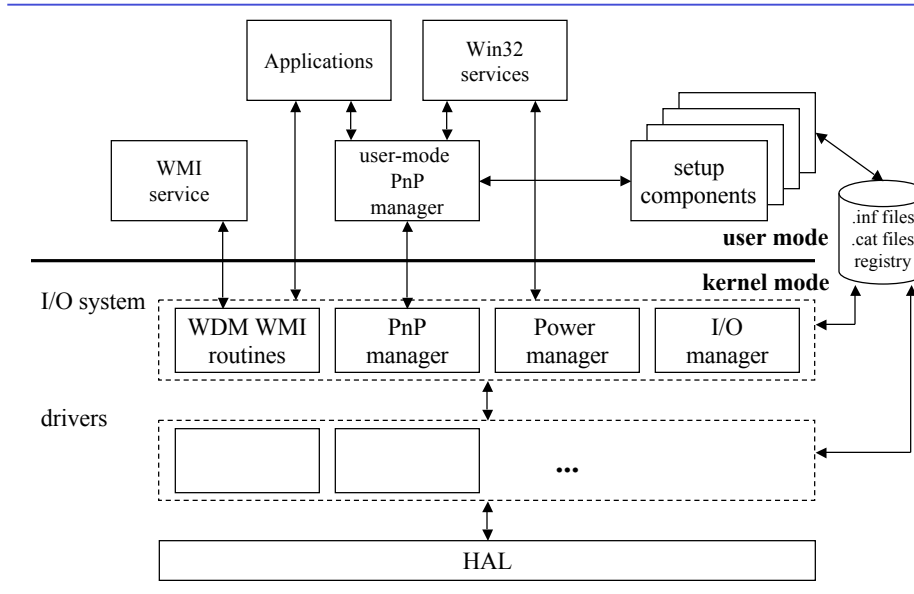 Applications
Win32
services
WMI
service
user-mode
PnP
manager
setup
components
.inf files
.cat files
registry
user mode
kernel mode
I/O system
WDM WMI
routines
PnP
manager
Power
manager
I/O
manager
drivers
...
HAL